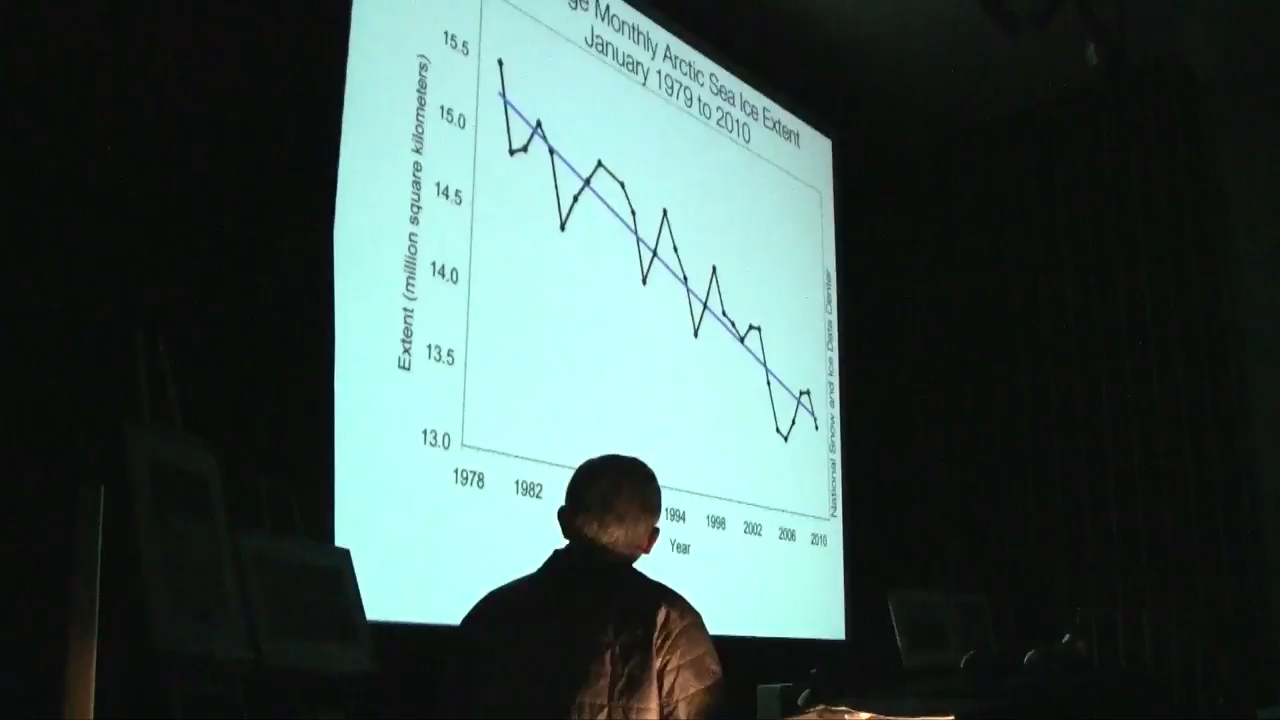 Monthly Arctic Sea Ice Extent
January 1979 to 2010
15.5
15.0
14.5
14.0
13.5
13.0
Extent (million square kilometers)
1978 1982 1994 1998 2002 2006 2010
Year
National Snow and Ice Data Center